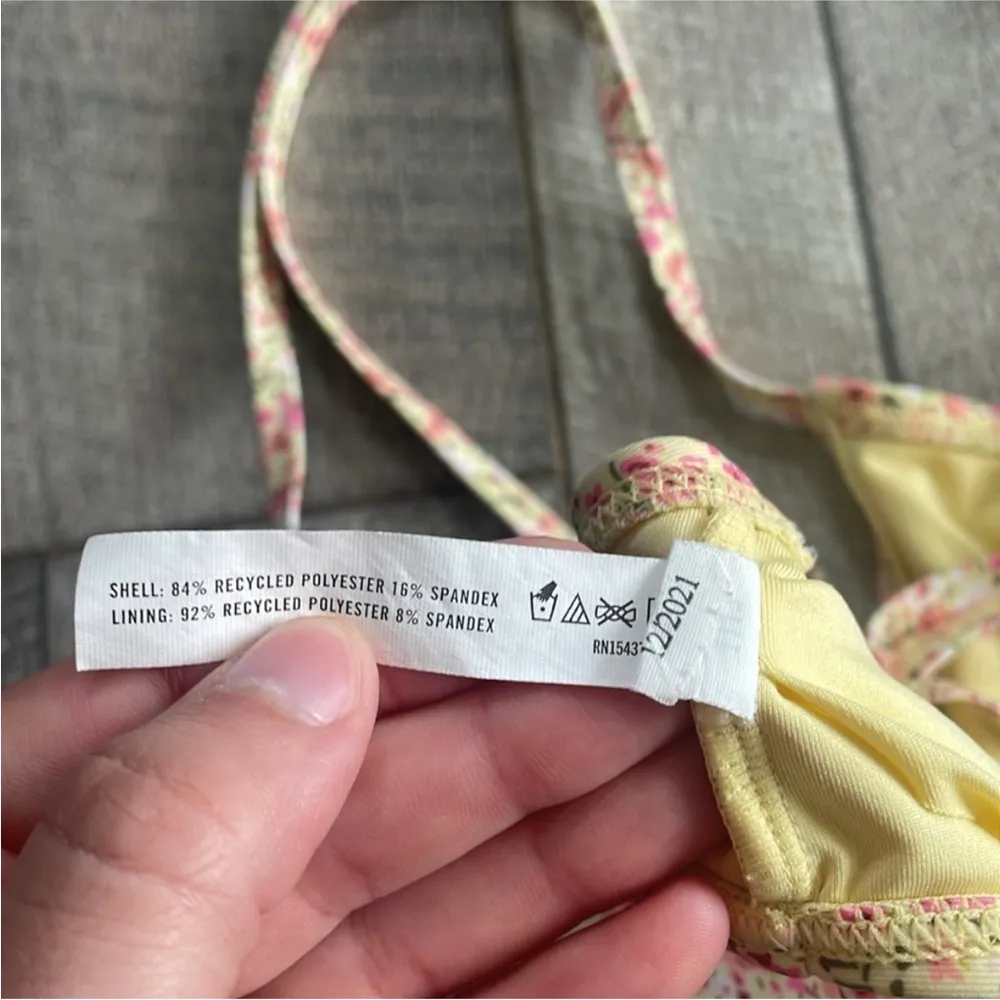 SHELL: 84% RECYCLED POLYESTER 16% SPANDEX
LINING: 92% RECYCLED POLYESTER 8% SPANDEX
12/2021